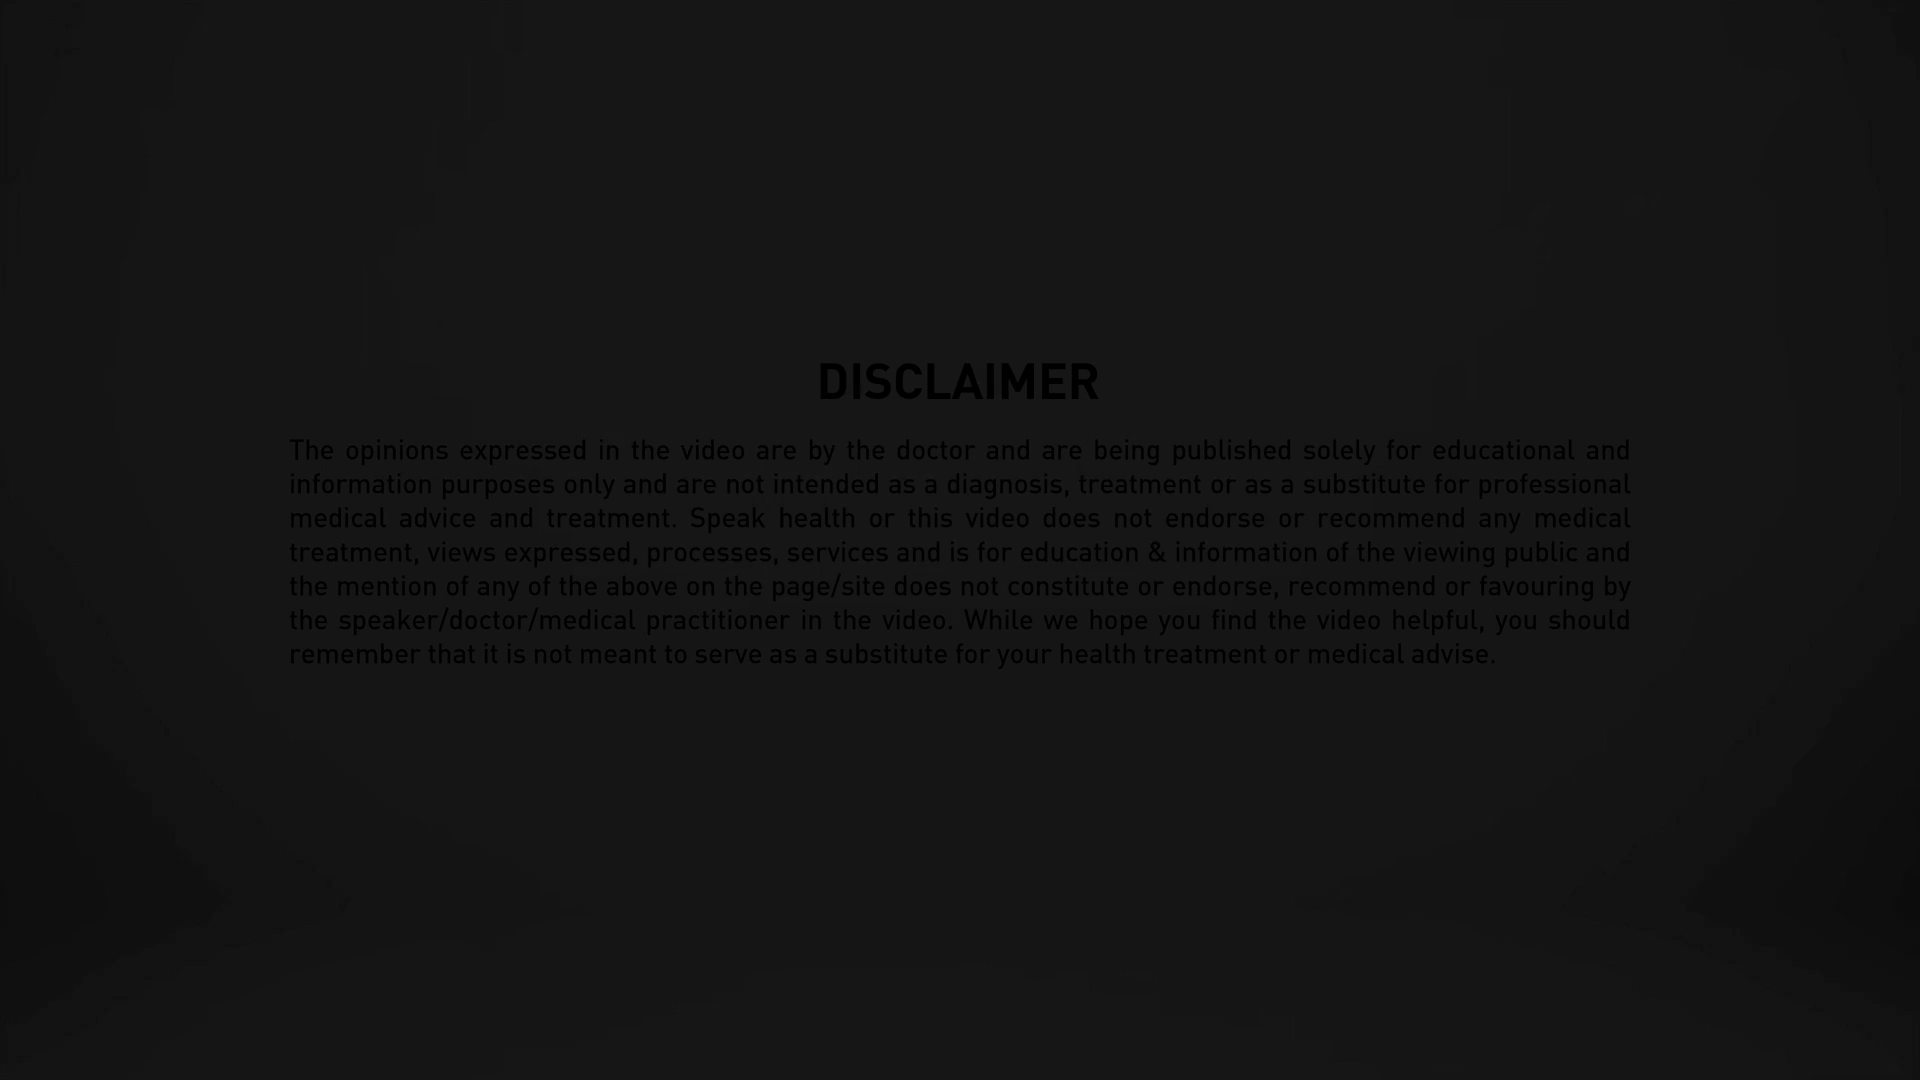 DISCLAIMER
The opinions expressed in the video are by the doctor and are being published solely for educational and
information purposes only and are not intended as a diagnosis, treatment or as a substitute for professional
medical advice and treatment. Speak health or this video does not endorse or recommend any medical
treatment, views expressed, processes, services and is for education & information of the viewing public and
the mention of any of the above on the page/site does not constitute or endorse, recommend or favouring by
the speaker/doctor/medical practitioner in the video. While we hope you find the video helpful, you should
remember that it is not meant to serve as a substitute for your health treatment or medical advise.